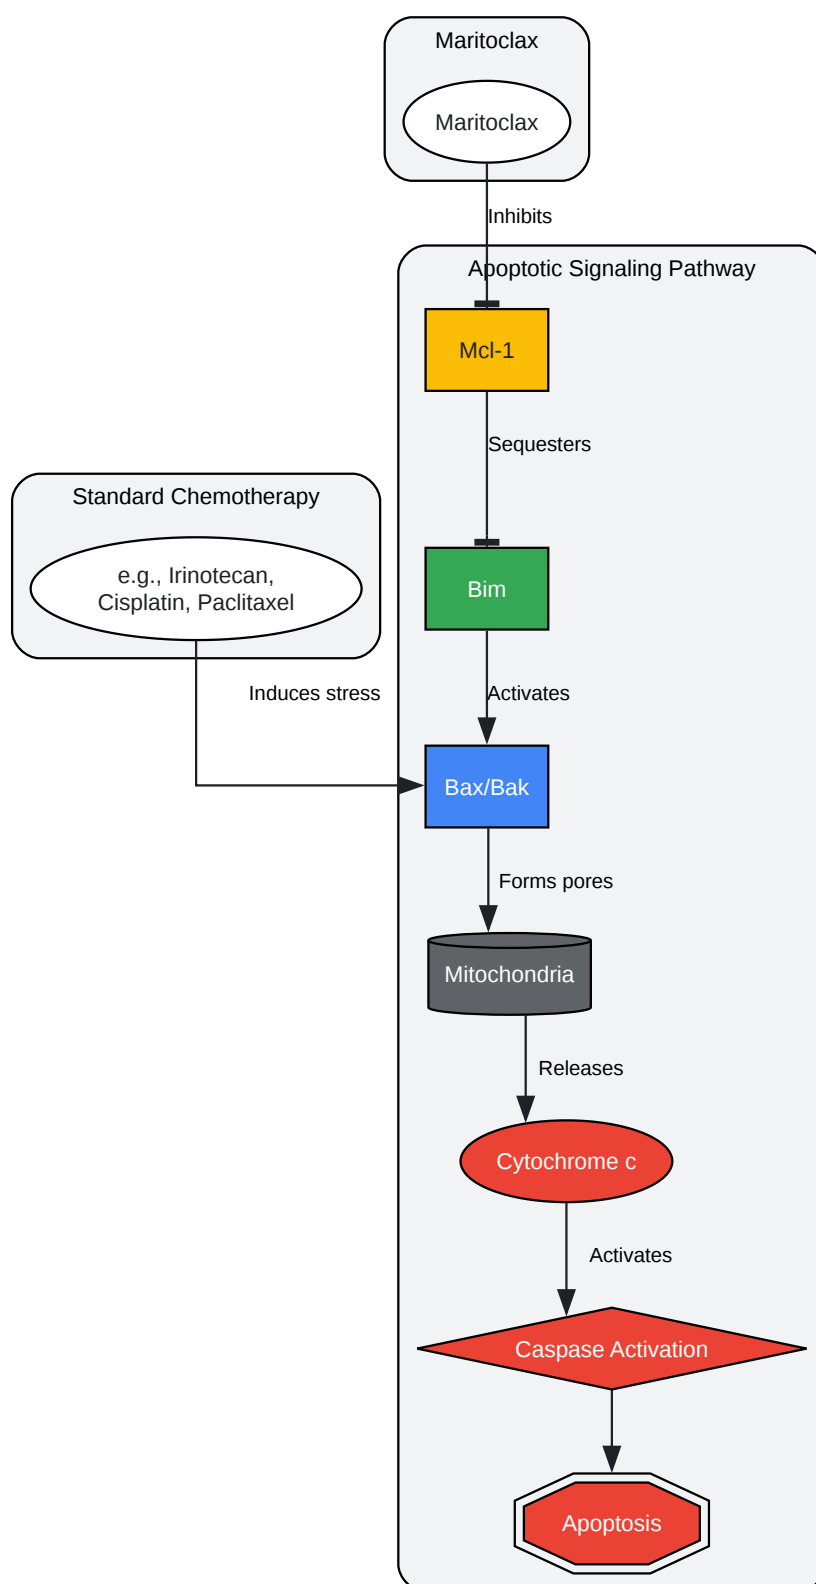 Maritoclax
Maritoclax
Inhibits
Apoptotic Signaling Pathway
Mcl-1
Sequesters
Standard Chemotherapy
e.g., Irinotecan,
Cisplatin, Paclitaxel
Bim
Induces stress
Activates
Bax/Bak
Forms pores
Mitochondria
Releases
Cytochrome c
Activates
Caspase Activation
Apoptosis